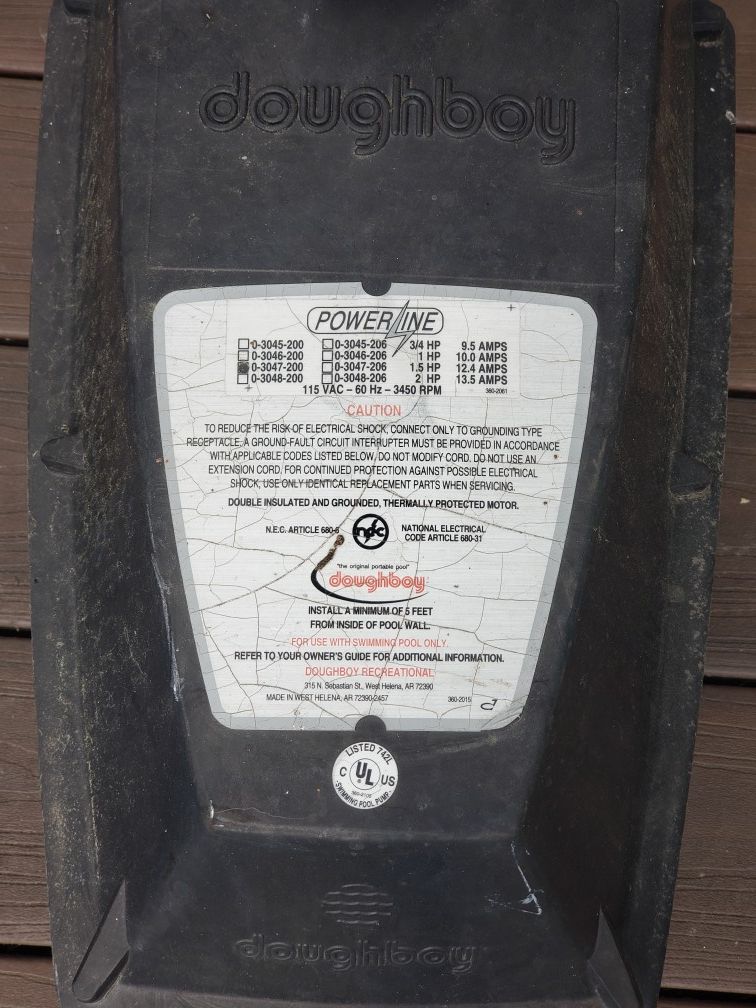 doughboy
POWERLINE
0-3045-200 0-3045-206 3/4 HP 9.5 AMPS
0-3046-200 0-3046-206 1 HP 10.0 AMPS
0-3047-200 0-3047-206 1.5 HP 12.4 AMPS
0-3048-200 0-3048-206 2 HP 13.5 AMPS
115 VAC – 60 Hz – 3450 RPM 360-2061
CAUTION
TO REDUCE THE RISK OF ELECTRICAL SHOCK, CONNECT ONLY TO GROUNDING TYPE
RECEPTACLE, A GROUND-FAULT CIRCUIT INTERRUPTER MUST BE PROVIDED IN ACCORDANCE
WITH APPLICABLE CODES LISTED BELOW, DO NOT MODIFY CORD. DO NOT USE AN
EXTENSION CORD. FOR CONTINUED PROTECTION AGAINST POSSIBLE ELECTRICAL
SHOCK, USE ONLY IDENTICAL REPLACEMENT PARTS WHEN SERVICING.
DOUBLE INSULATED AND GROUNDED, THERMALLY PROTECTED MOTOR.
N.E.C. ARTICLE 680-6 NATIONAL ELECTRICAL
CODE ARTICLE 680-31
"the original portable pool"
doughboy
INSTALL A MINIMUM OF 5 FEET
FROM INSIDE OF POOL WALL.
FOR USE WITH SWIMMING POOL ONLY.
REFER TO YOUR OWNER'S GUIDE FOR ADDITIONAL INFORMATION.
DOUGHBOY RECREATIONAL
315 N. Sebastian St., West Helena, AR 72390
MADE IN WEST HELENA, AR 72390-2457 360-2015
LISTED 742L
C UL US
SWIMMING POOL PUMP
doughboy